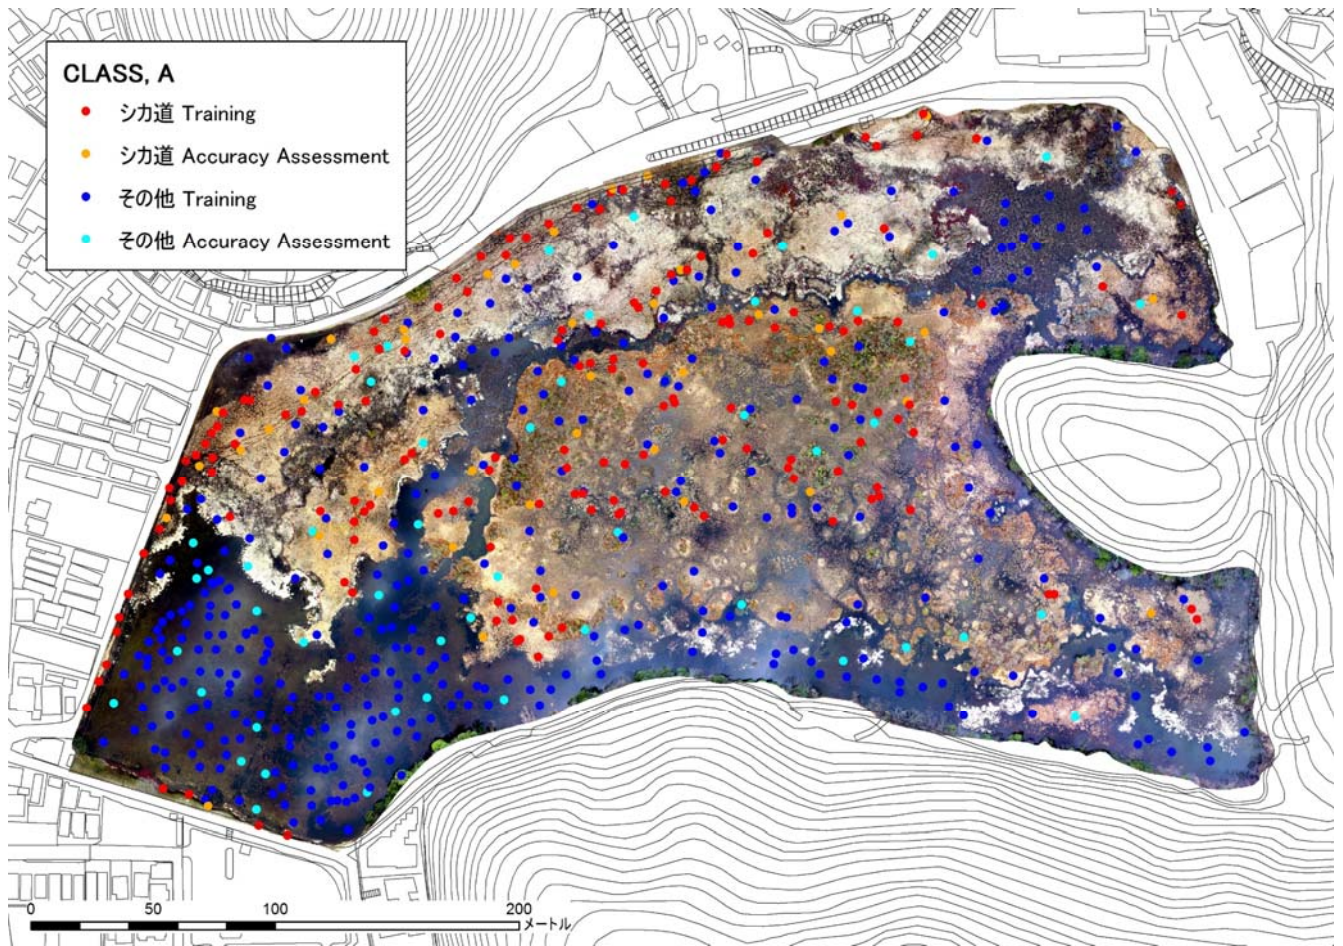 CLASS, A
シカ道 Training
シカ道 Accuracy Assessment
その他 Training
その他 Accuracy Assessment
0 50 100 200
メートル